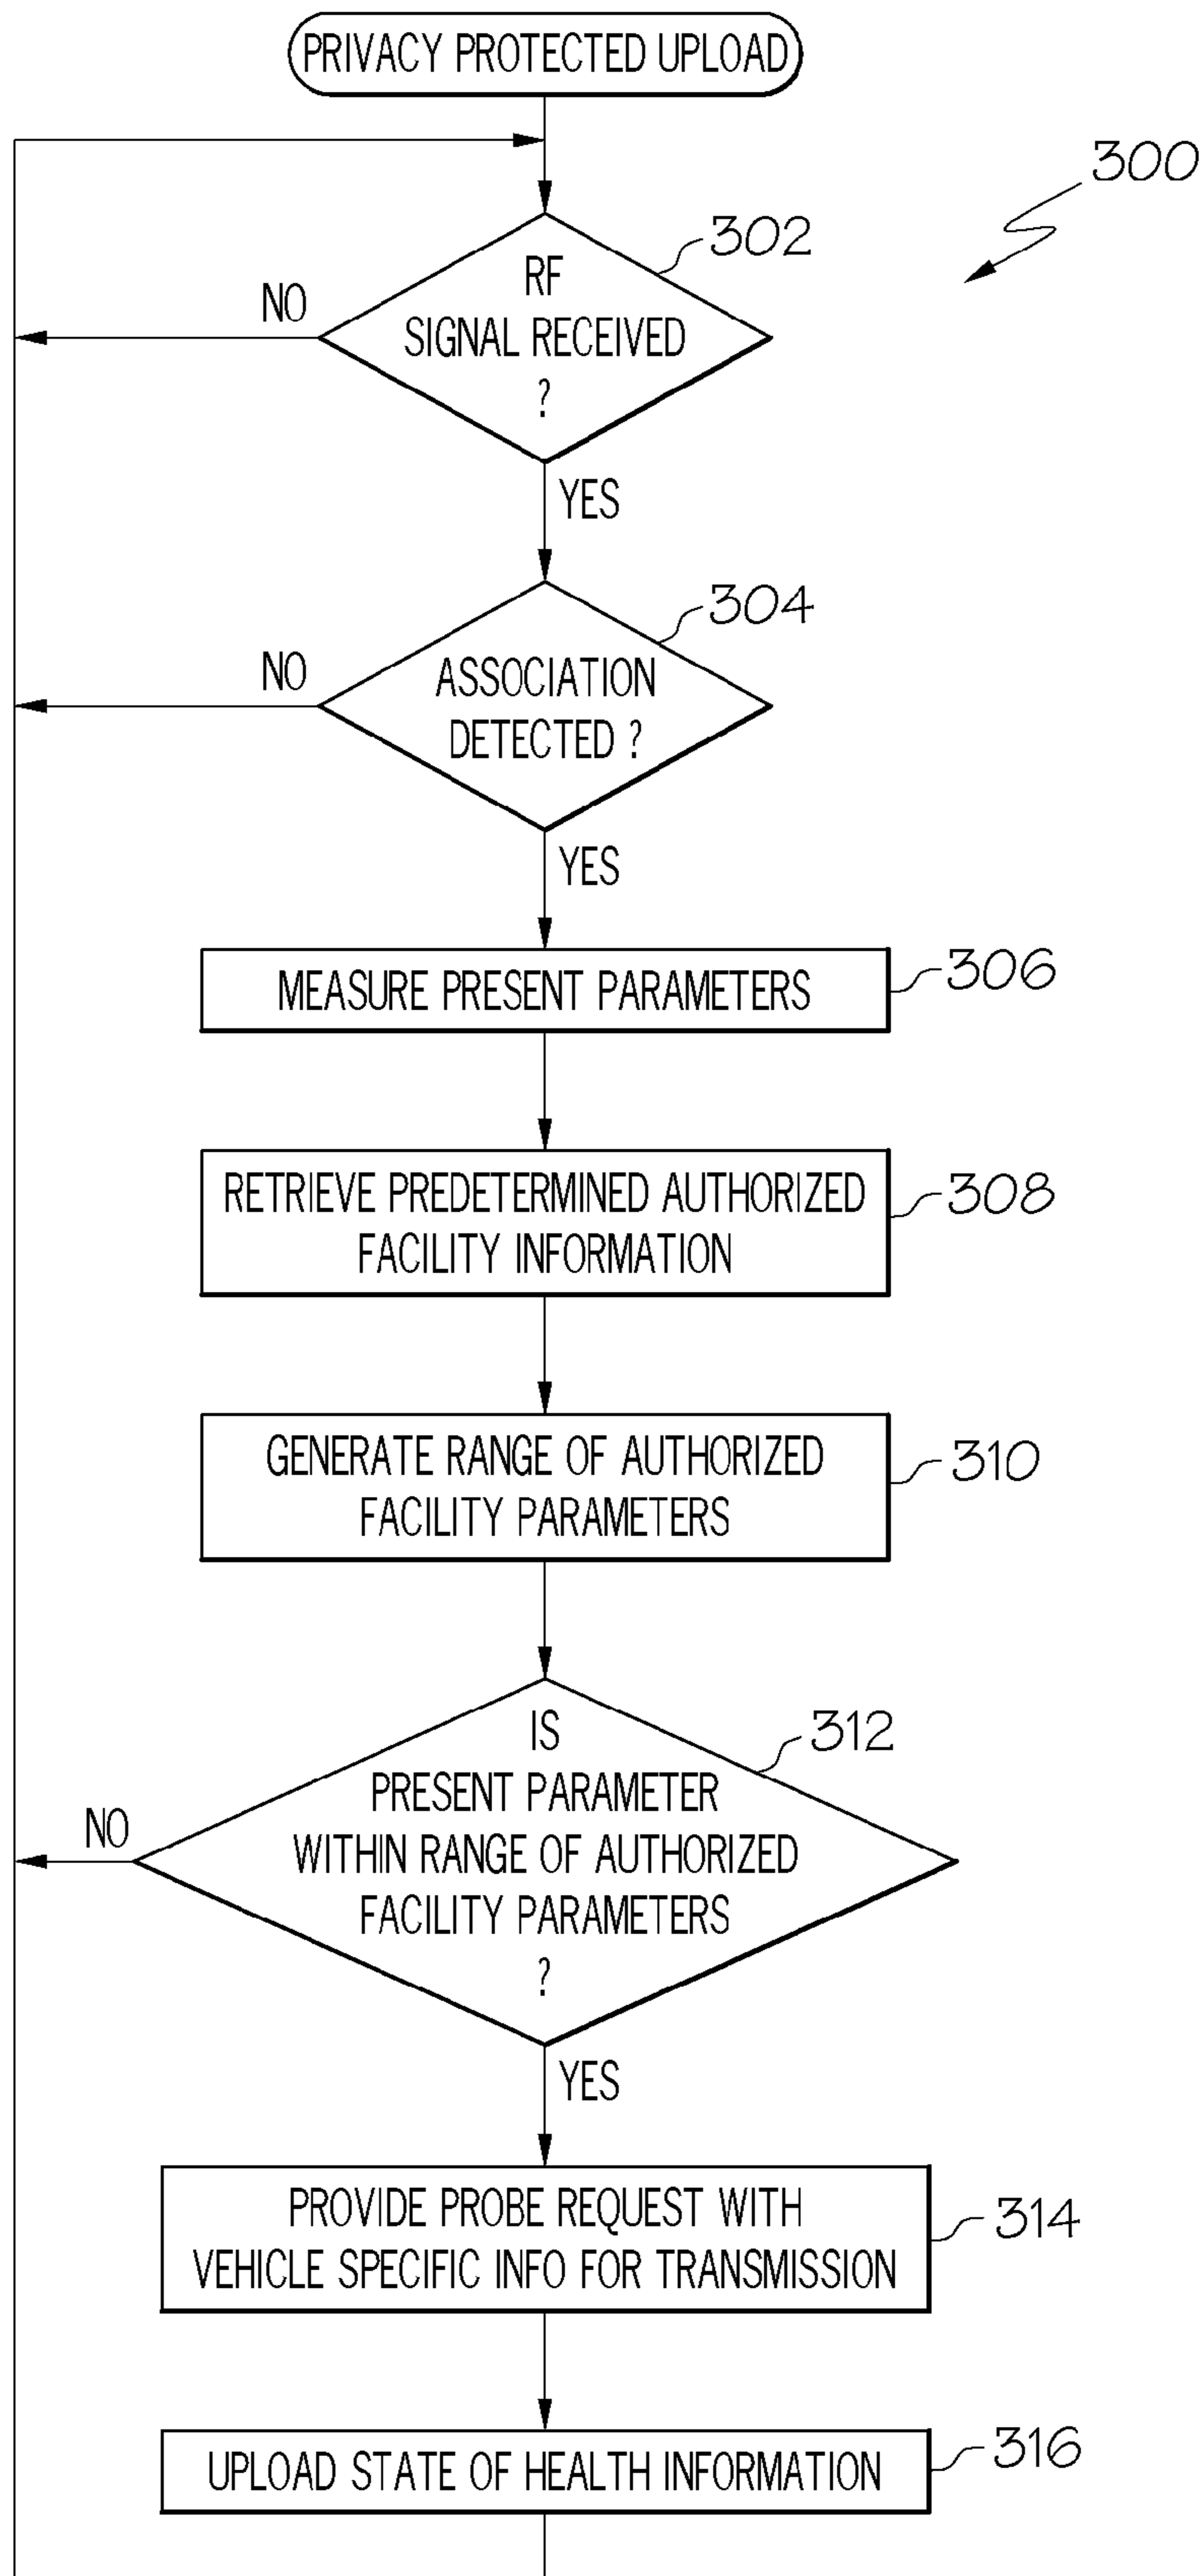 PRIVACY PROTECTED UPLOAD
300
302
RF
SIGNAL RECEIVED
?
NO
YES
304
ASSOCIATION
DETECTED ?
NO
YES
MEASURE PRESENT PARAMETERS
306
RETRIEVE PREDETERMINED AUTHORIZED
FACILITY INFORMATION
308
GENERATE RANGE OF AUTHORIZED
FACILITY PARAMETERS
310
IS
PRESENT PARAMETER
WITHIN RANGE OF AUTHORIZED
FACILITY PARAMETERS
?
312
NO
YES
PROVIDE PROBE REQUEST WITH
VEHICLE SPECIFIC INFO FOR TRANSMISSION
314
UPLOAD STATE OF HEALTH INFORMATION
316